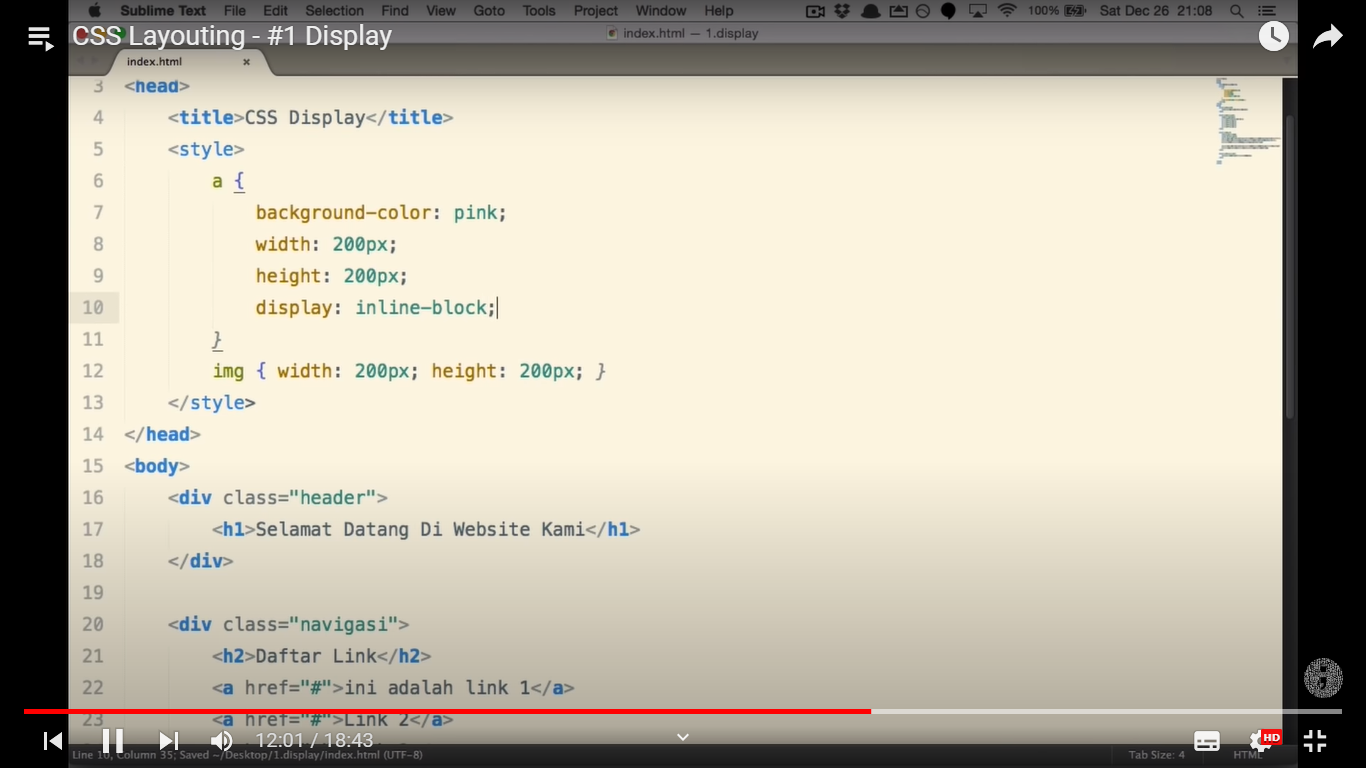 Sublime Text File Edit Selection Find View Goto Tools Project Window Help 100% Sat Dec 26 21:08
CSS Layouting - #1 Display
index.html — 1.display
index.html ×
3 <head>
4 <title>CSS Display</title>
5 <style>
6 a {
7 background-color: pink;
8 width: 200px;
9 height: 200px;
10 display: inline-block;
11 }
12 img { width: 200px; height: 200px; }
13 </style>
14 </head>
15 <body>
16 <div class="header">
17 <h1>Selamat Datang Di Website Kami</h1>
18 </div>
19
20 <div class="navigasi">
21 <h2>Daftar Link</h2>
22 <a href="#">ini adalah link 1</a>
23 <a href="#">Link 2</a>
12:01 / 18:43 HD
Line 10, Column 35; Saved ~/Desktop/1.display/index.html (UTF-8) Tab Size: 4 HTML